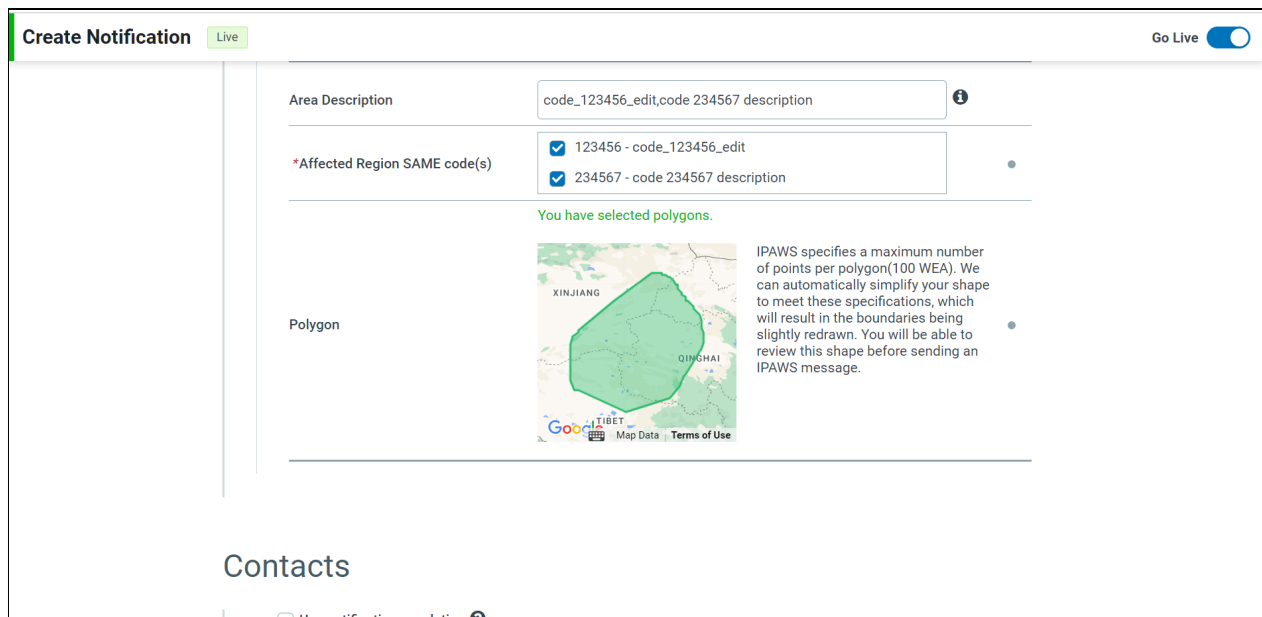 Create Notification Live Go Live
Area Description code_123456_edit,code 234567 description
*Affected Region SAME code(s)
123456 - code_123456_edit
234567 - code 234567 description
You have selected polygons.
Polygon
XINJIANG
QINGHAI
TIBET
Google
Map Data Terms of Use
IPAWS specifies a maximum number
of points per polygon(100 WEA). We
can automatically simplify your shape
to meet these specifications, which
will result in the boundaries being
slightly redrawn. You will be able to
review this shape before sending an
IPAWS message.
Contacts